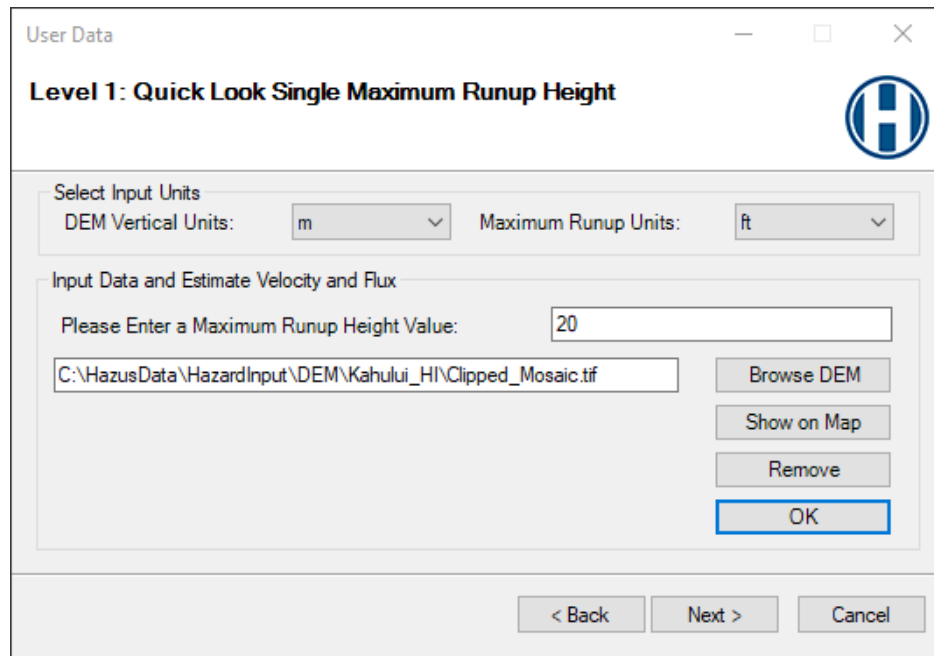 User Data
Level 1: Quick Look Single Maximum Runup Height
Select Input Units
DEM Vertical Units: m Maximum Runup Units: ft
Input Data and Estimate Velocity and Flux
Please Enter a Maximum Runup Height Value: 20
C:\HazusData\HazardInput\DEM\Kahului_HI\Clipped_Mosaic.tif Browse DEM
Show on Map
Remove
OK
< Back Next > Cancel